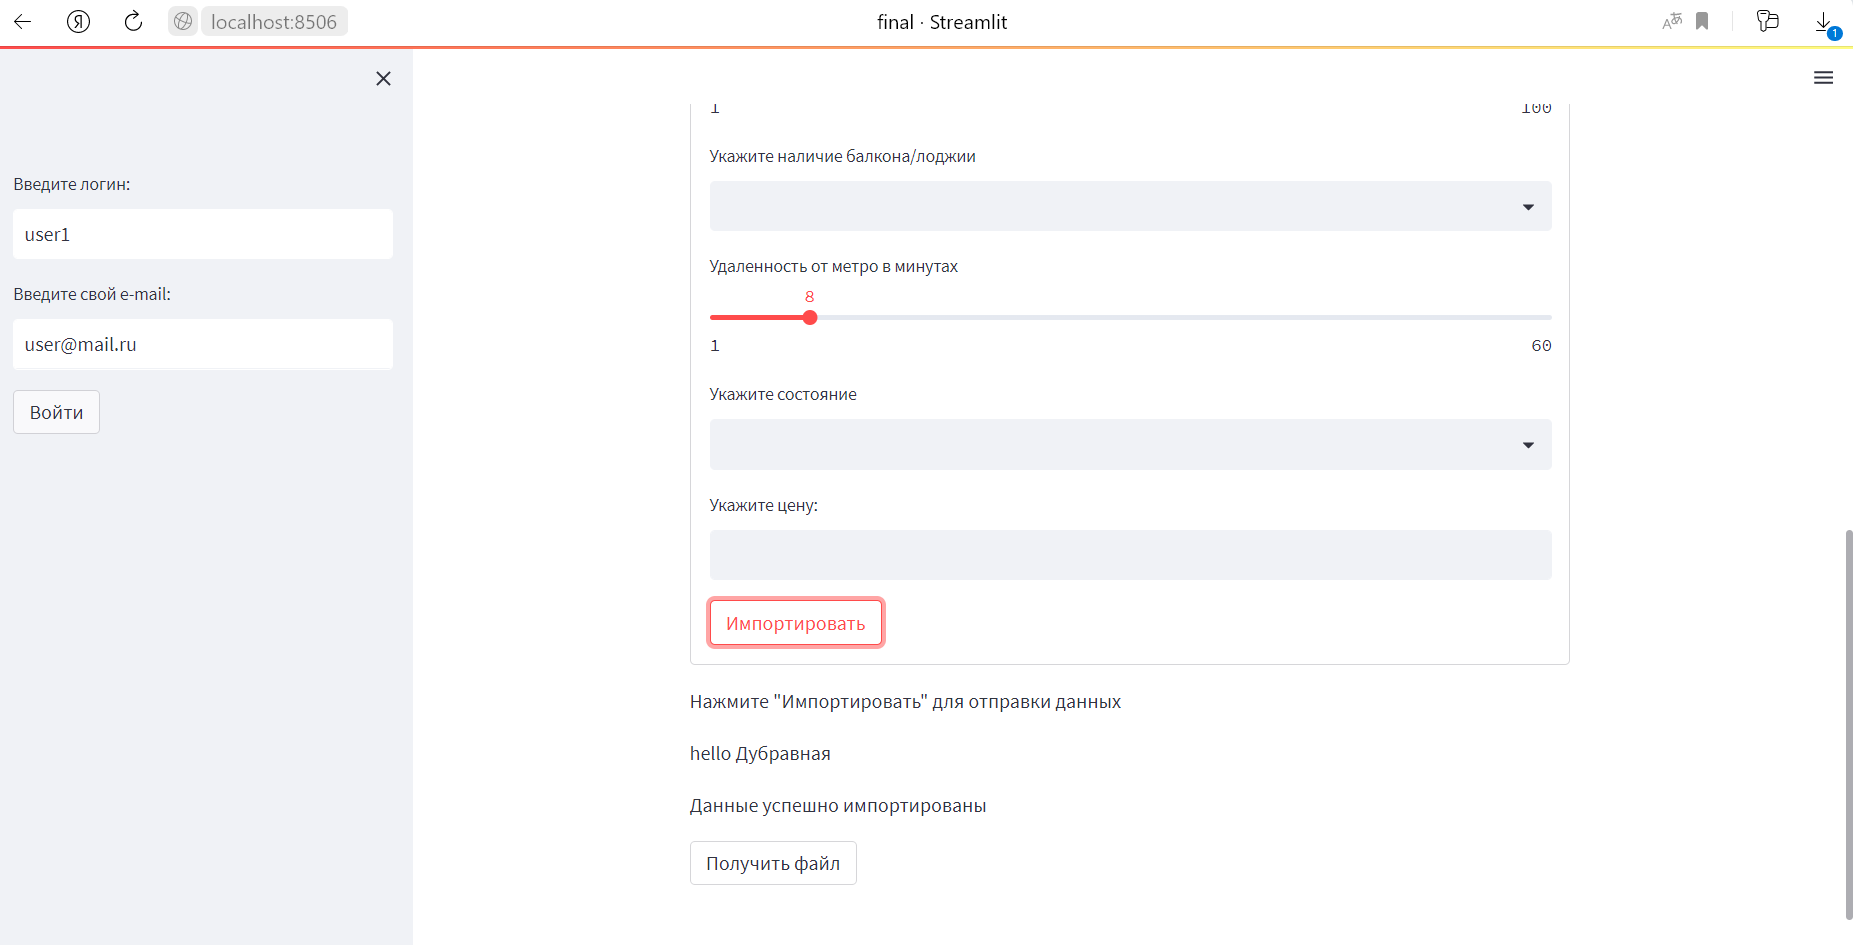 localhost:8506
final · Streamlit
1
Введите логин:
user1
Введите свой e-mail:
user@mail.ru
Войти
1 100
Укажите наличие балкона/лоджии
Удаленность от метро в минутах
8
1 60
Укажите состояние
Укажите цену:
Импортировать
Нажмите "Импортировать" для отправки данных
hello Дубравная
Данные успешно импортированы
Получить файл